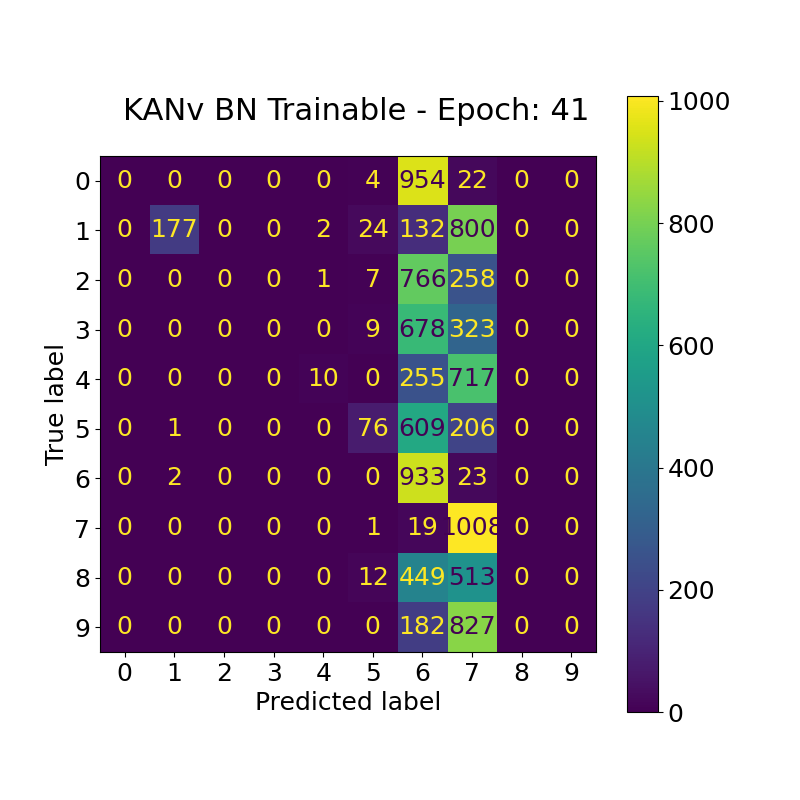 KANv BN Trainable - Epoch: 41
0 0 0 0 0 0 4 954 22 0 0
1 0 177 0 0 2 24 132 800 0 0
2 0 0 0 0 1 7 766 258 0 0
3 0 0 0 0 0 9 678 323 0 0
4 0 0 0 0 10 0 255 717 0 0
5 0 1 0 0 0 76 609 206 0 0
6 0 2 0 0 0 0 933 23 0 0
7 0 0 0 0 0 1 19 1008 0 0
8 0 0 0 0 0 12 449 513 0 0
9 0 0 0 0 0 0 182 827 0 0
0 1 2 3 4 5 6 7 8 9
Predicted label
True label
1000
800
600
400
200
0